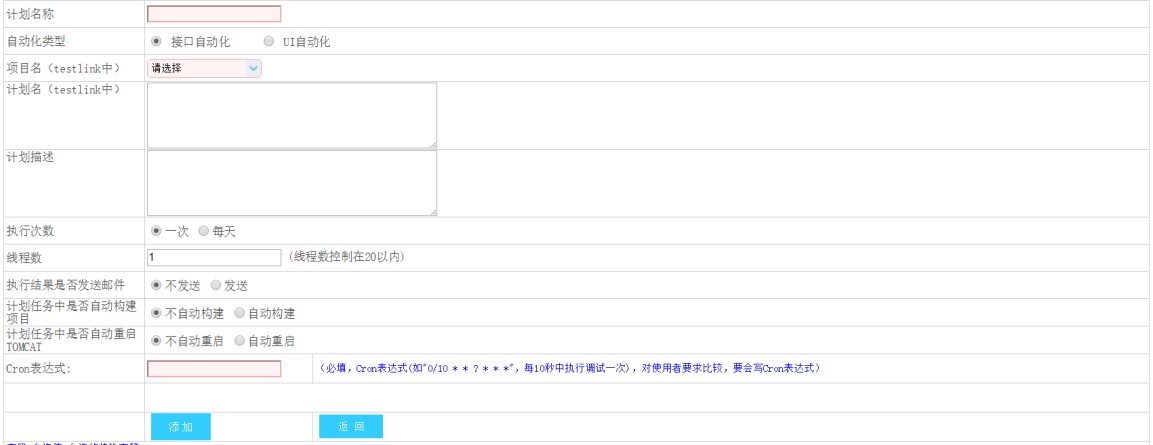 计划名称
自动化类型 接口自动化 UI自动化
项目名（testlink中） 请选择
计划名（testlink中）
计划描述
执行次数 一次 每天
线程数 1 (线程数控制在20以内)
执行结果是否发送邮件 不发送 发送
计划任务中是否自动构建
项目 不自动构建 自动构建
计划任务中是否自动重启
TOMCAT 不自动重启 自动重启
Cron表达式: （必填，Cron表达式(如"0/10 * * ? * * *"，每10秒中执行调试一次)，对使用者要求比较，要会写Cron表达式）
添加 返回